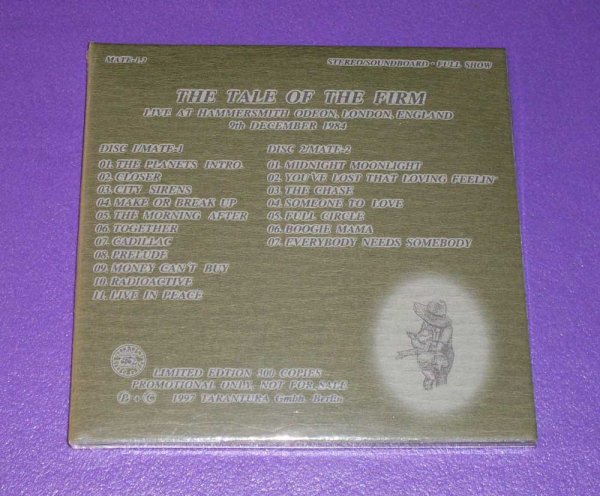 MATE-1,2
STEREO/SOUNDBOARD - FULL SHOW
THE TALE OF THE FIRM
LIVE AT HAMMERSMITH ODEON, LONDON, ENGLAND
9th DECEMBER 1984
DISC 1/MATE-1
01. THE PLANETS INTRO.
02. CLOSER
03. CITY SIRENS
04. MAKE OR BREAK UP
05. THE MORNING AFTER
06. TOGETHER
07. CADILLAC
08. PRELUDE
09. MONEY CAN'T BUY
10. RADIOACTIVE
11. LIVE IN PEACE
DISC 2/MATE-2
01. MIDNIGHT MOONLIGHT
02. YOU'VE LOST THAT LOVING FEELIN'
03. THE CHASE
04. SOMEONE TO LOVE
05. FULL CIRCLE
06. BOOGIE MAMA
07. EVERYBODY NEEDS SOMEBODY
LIMITED EDTION 300 COPIES
PROMOTIONAL ONLY, NOT FOR SALE
℗ + © 1997 TARANTURA Gmbh. Berlin